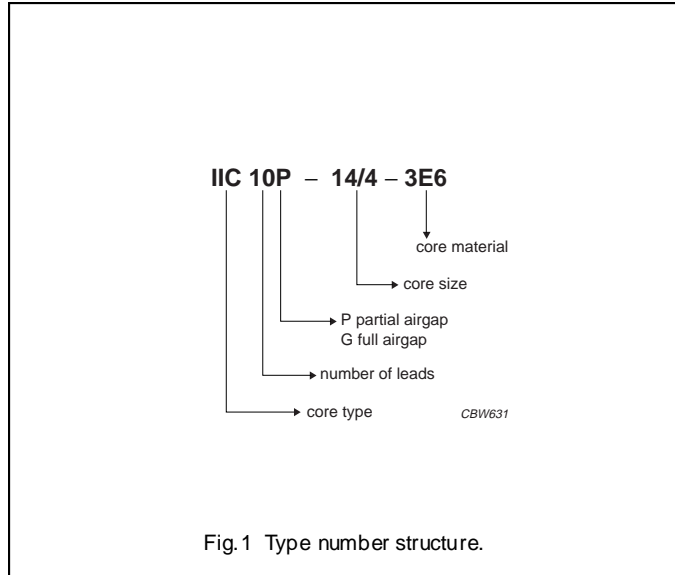 IIC 10P – 14/4 – 3E6
core material
core size
P partial airgap
G full airgap
number of leads
core type
CBW631
Fig.1 Type number structure.